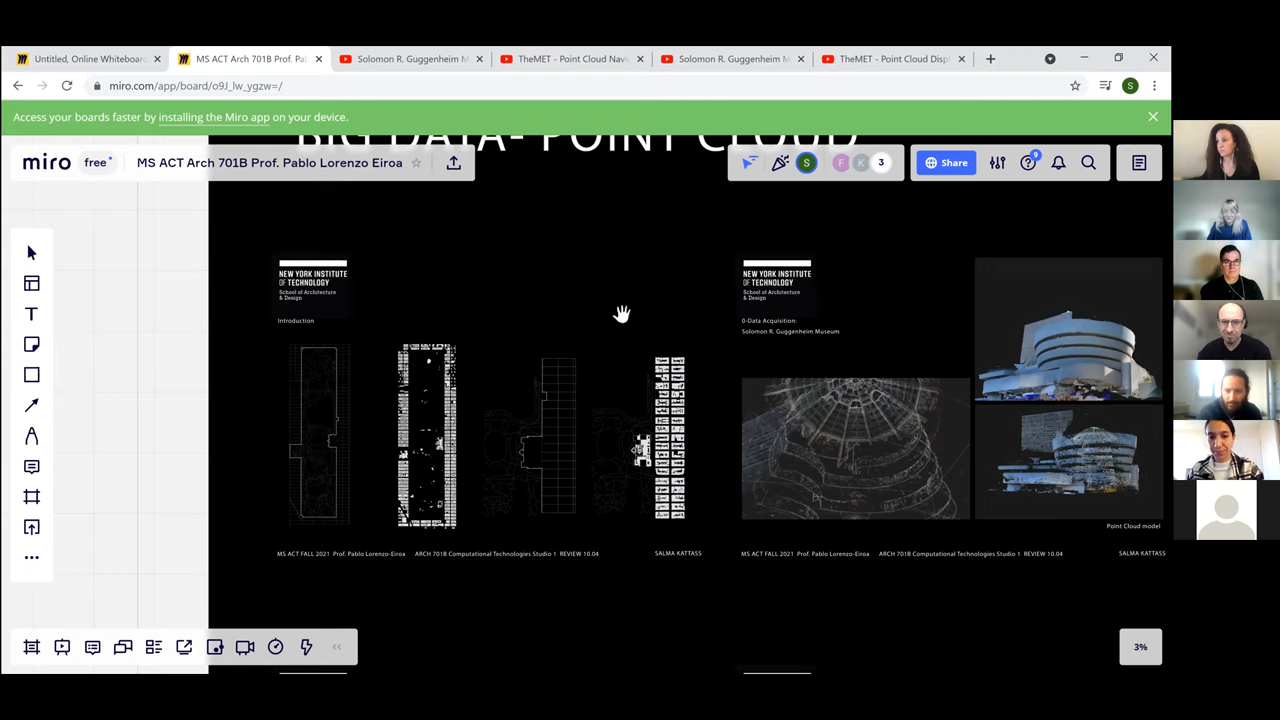 Untitled, Online Whiteboard
MS ACT Arch 701B Prof. Pa
Solomon R. Guggenheim M
TheMET - Point Cloud Navi
Solomon R. Guggenheim M
TheMET - Point Cloud Disp
miro.com/app/board/o9J_lw_ygzw=/
S
Access your boards faster by installing the Miro app on your device.
BIG DATA- POINT CLOUD
miro
free
MS ACT Arch 701B Prof. Pablo Lorenzo Eiroa
S
F
K
3
Share
9
NEW YORK INSTITUTE
OF TECHNOLOGY
School of Architecture
& Design
Introduction
NEW YORK INSTITUTE
OF TECHNOLOGY
School of Architecture
& Design
0-Data Acquisition:
Solomon R. Guggenheim Museum
Point Cloud model
MS ACT FALL 2021 Prof. Pablo Lorenzo-Eiroa ARCH 701B Computational Technologies Studio 1 REVIEW 10.04 SALMA KATTASS
MS ACT FALL 2021 Prof. Pablo Lorenzo-Eiroa ARCH 701B Computational Technologies Studio 1 REVIEW 10.04 SALMA KATTASS
3%